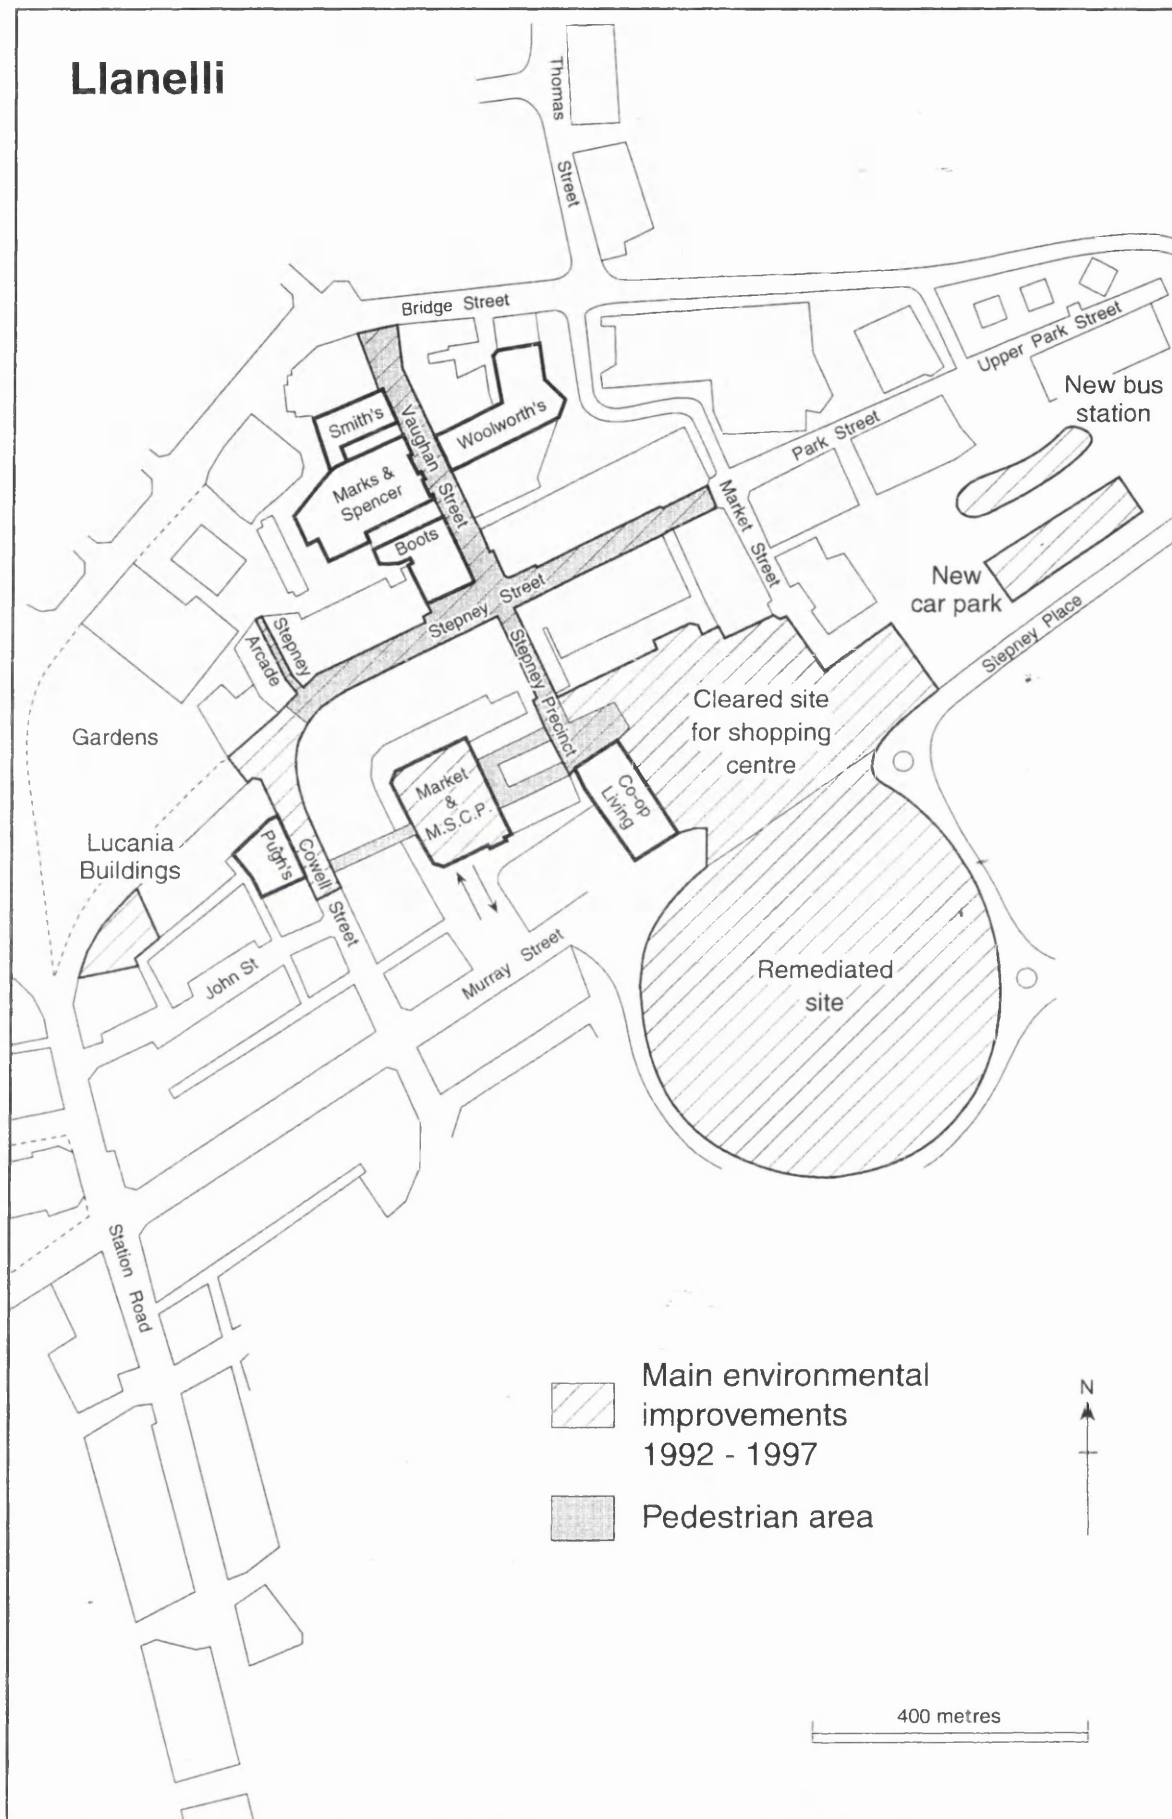 Llanelli
Thomas
Street
Bridge Street
Upper Park Street
New bus
station
Smith's
Vaughan
Street
Woolworth's
Marks &
Spencer
Boots
Park Street
Market Street
New
car park
Stepney Place
Stepney Street
Stepney
Arcade
Stepney Precinct
Cleared site
for shopping
centre
Gardens
Market
&
M.S.C.P.
Co-op
Living
Lucania
Buildings
Pugh's
Cowell
Street
John St
Murray Street
Remediated
site
Station Road
Main environmental
improvements
1992 - 1997
Pedestrian area
N
400 metres